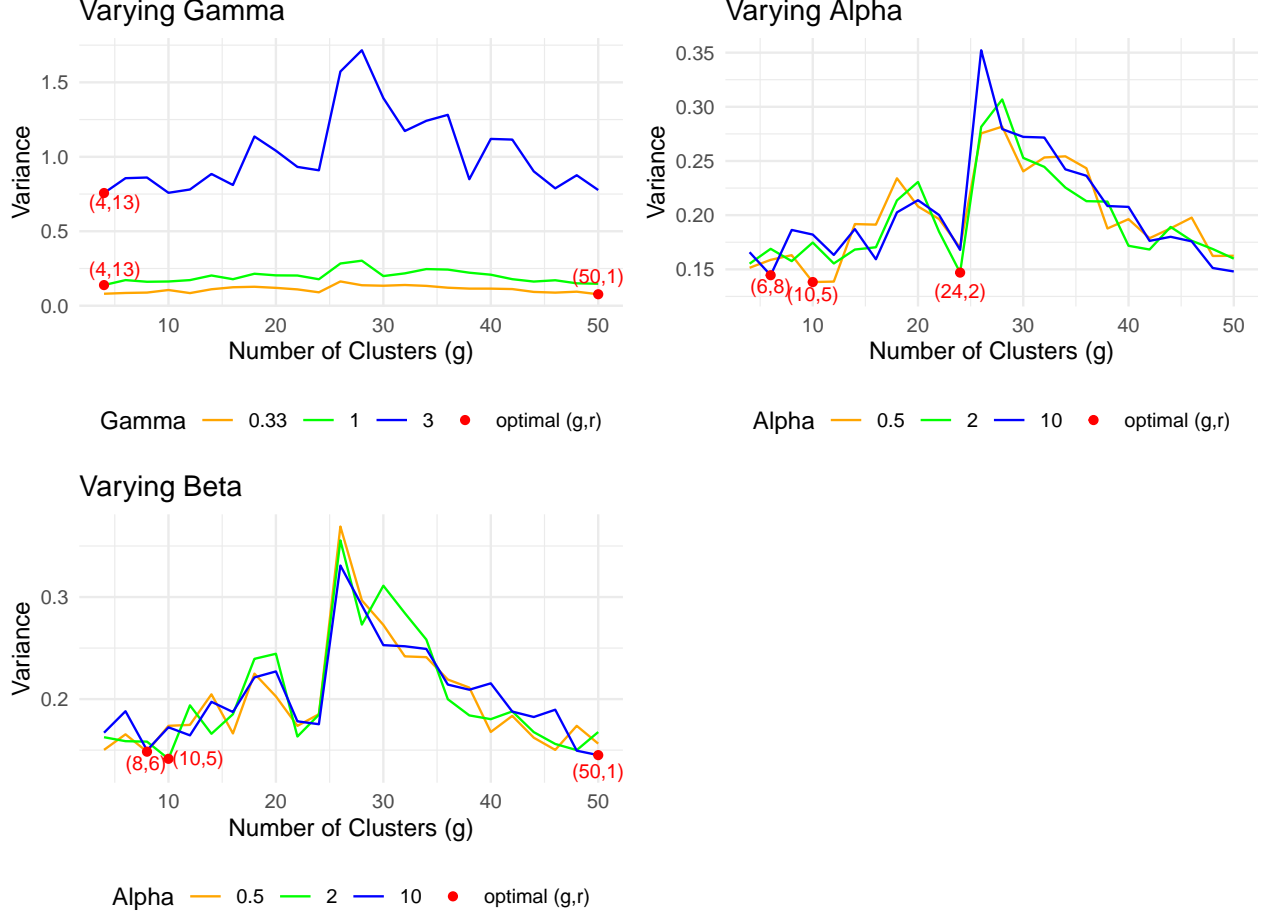 Varying Gamma
Variance
1.5
1.0
0.5
0.0
(4,13)
(4,13)
(50,1)
10 20 30 40 50
Number of Clusters (g)
Gamma 0.33 1 3 optimal (g,r)
Varying Alpha
Variance
0.35
0.30
0.25
0.20
0.15
(6,8) (10,5) (24,2)
10 20 30 40 50
Number of Clusters (g)
Alpha 0.5 2 10 optimal (g,r)
Varying Beta
Variance
0.3
0.2
(8,6) (10,5) (50,1)
10 20 30 40 50
Number of Clusters (g)
Alpha 0.5 2 10 optimal (g,r)